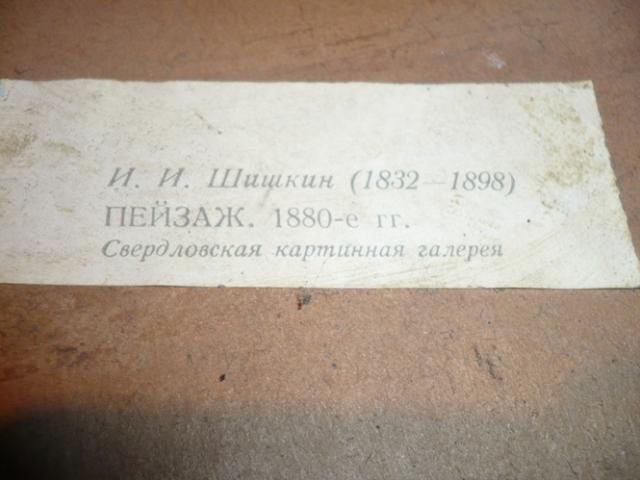 И. И. Шишкин (1832—1898)
ПЕЙЗАЖ. 1880-е гг.
Свердловская картинная галерея